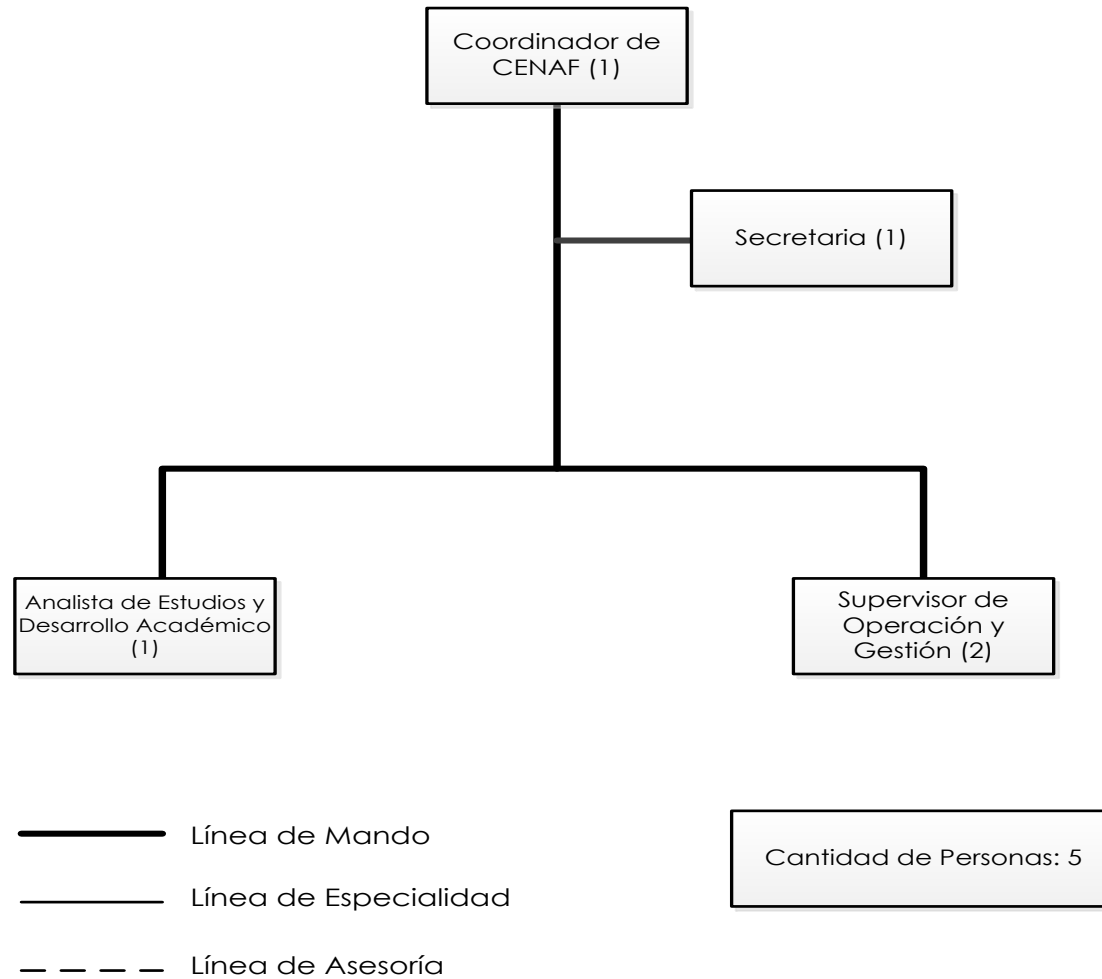 Coordinador de
CENAF (1)
Secretaria (1)
Analista de Estudios y
Desarrollo Académico
(1)
Supervisor de
Operación y
Gestión (2)
Línea de Mando
Línea de Especialidad
Línea de Asesoría
Cantidad de Personas: 5